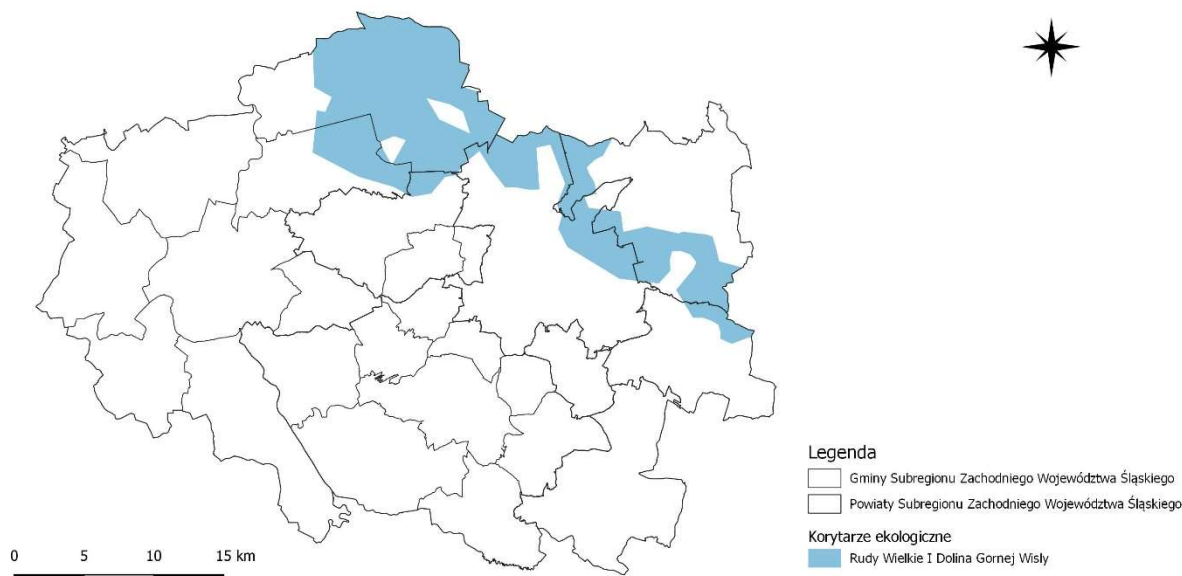 Legenda
Gminy Subregionu Zachodniego Województwa Śląskiego
Powiaty Subregionu Zachodniego Województwa Śląskiego
Korytarze ekologiczne
Rudy Wielkie I Dolina Gornej Wisly
0 5 10 15 km